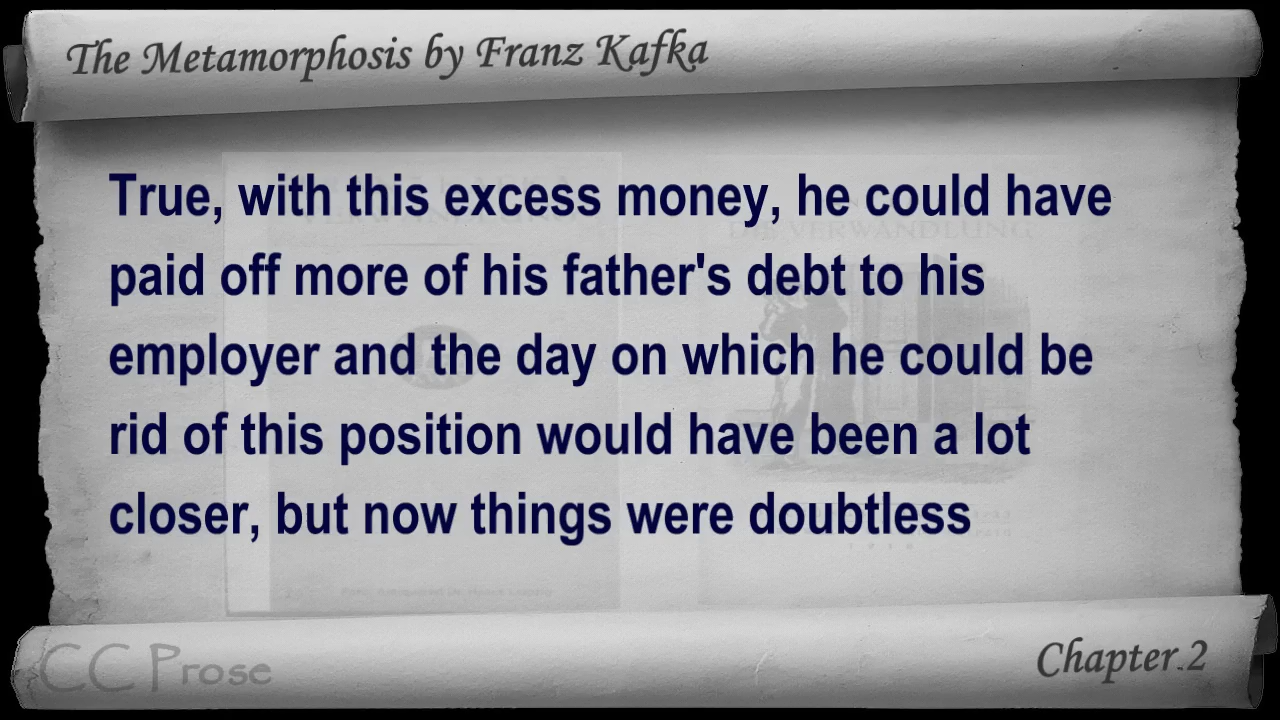 The Metamorphosis by Franz Kafka
True, with this excess money, he could have
paid off more of his father's debt to his
employer and the day on which he could be
rid of this position would have been a lot
closer, but now things were doubtless
CC Prose
Chapter 2